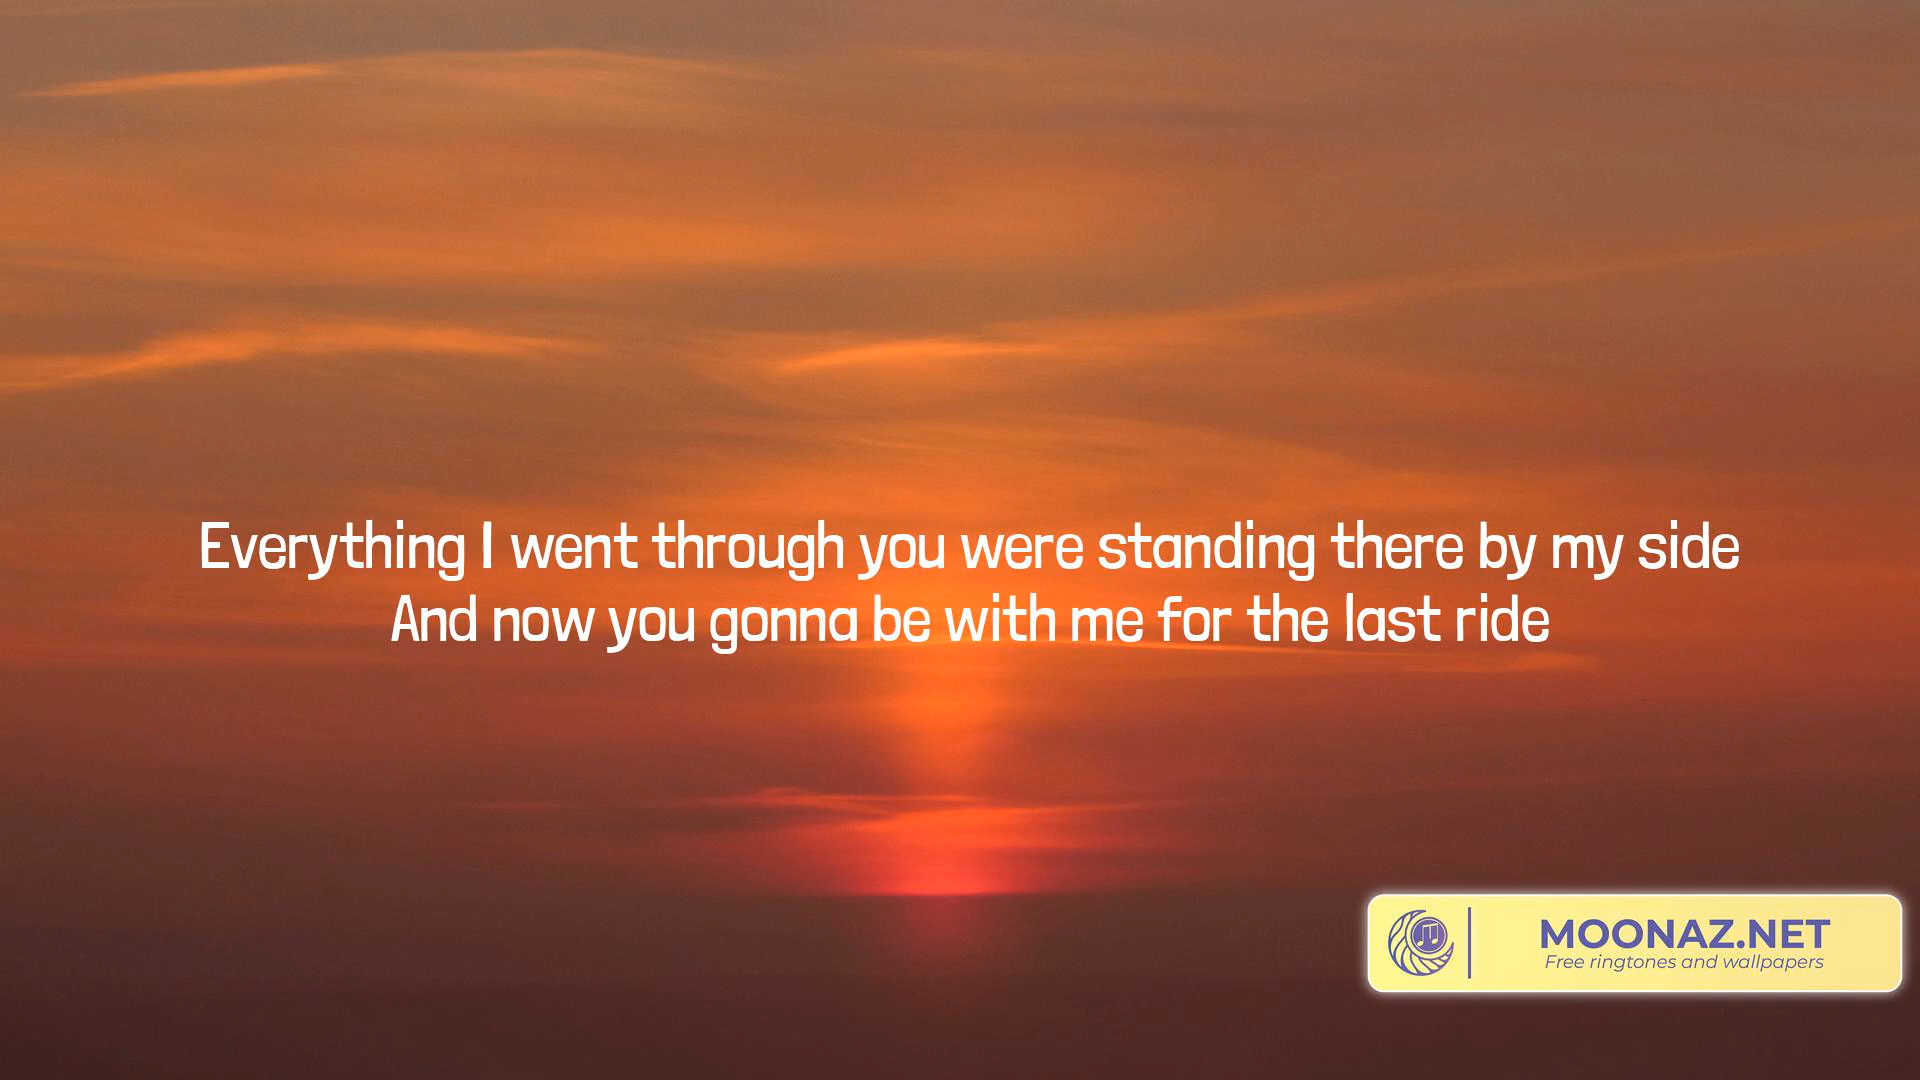 Everything I went through you were standing there by my side
And now you gonna be with me for the last ride
MOONAZ.NET
Free ringtones and wallpapers